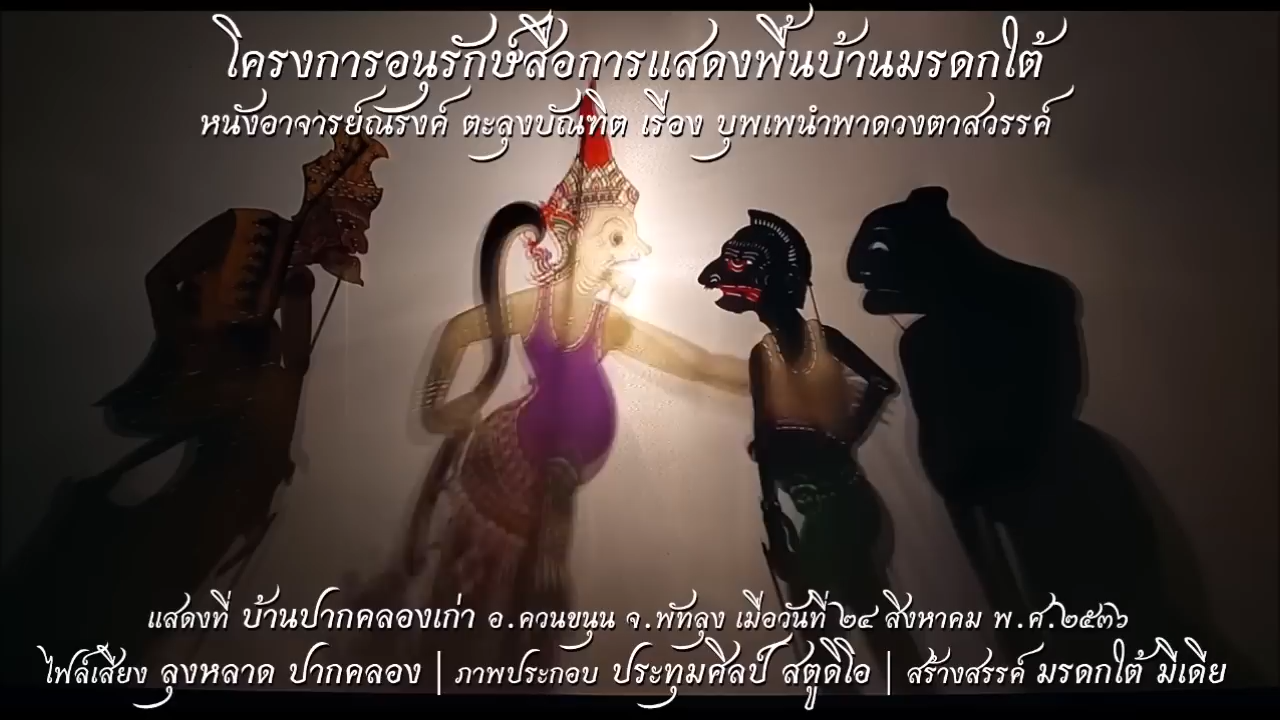 โครงการอนุรักษ์สื่อการแสดงพื้นบ้านมรดกใต้
หนังอาจารย์ณรงค์ ตะลุงบัณฑิต เรื่อง บุพเพนำพาดวงตาสวรรค์
แสดงที่ บ้านปากคลองเก่า อ.ควนขนุน จ.พัทลุง เมื่อวันที่ ๒๔ สิงหาคม พ.ศ.๒๕๓๖
ไฟล์เสียง ลุงหลาด ปากคลอง | ภาพประกอบ ประทุมศิลป์ สตูดิโอ | สร้างสรรค์ มรดกใต้ มีเดีย